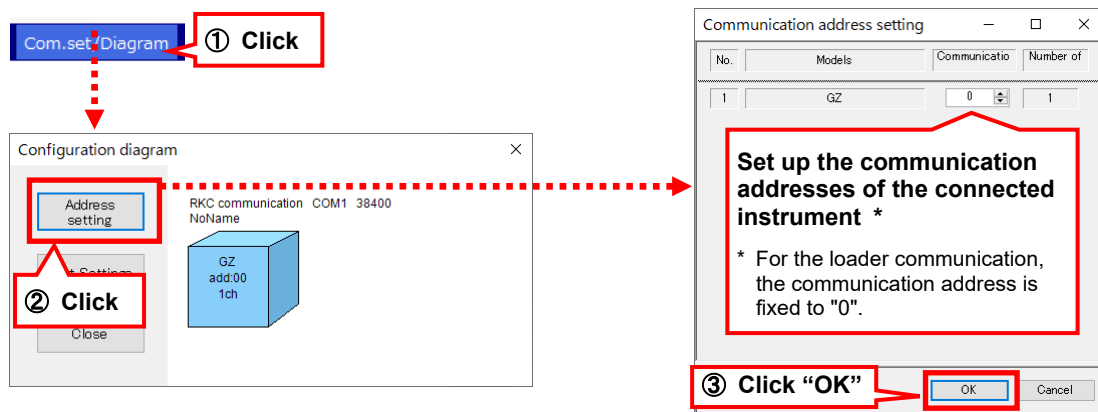 Com.set/Diagram
① Click
Configuration diagram
Address
setting
RKC communication COM1 38400
NoName
GZ
add:00
1ch
② Click
Close
Communication address setting
No. Models Communicatio Number of
1 GZ 0 1
Set up the communication
addresses of the connected
instrument *
* For the loader communication,
the communication address is
fixed to "0".
③ Click “OK”
OK Cancel